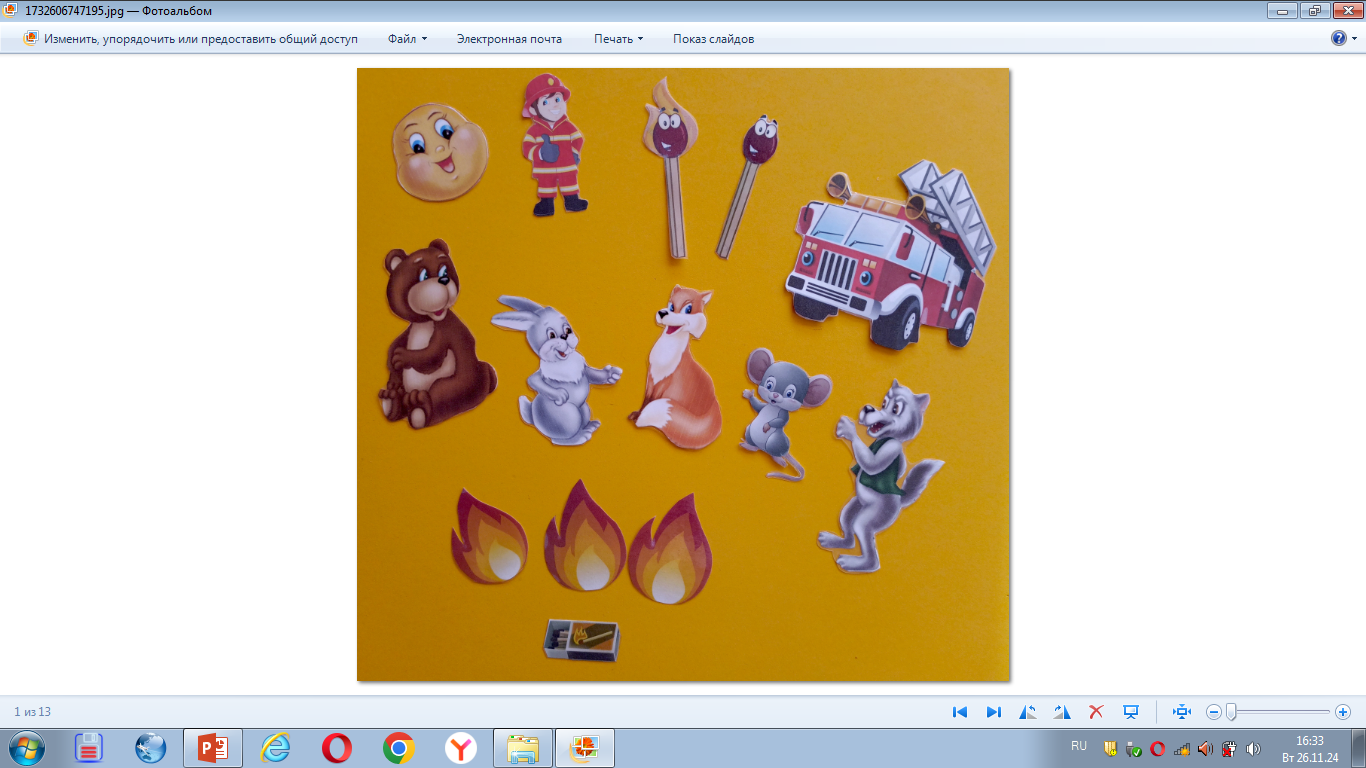 1732606747195.jpg — Фотоальбом
Изменить, упорядочить или предоставить общий доступ Файл Электронная почта Печать Показ слайдов
1 из 13
RU
16:33
Вт 26.11.24